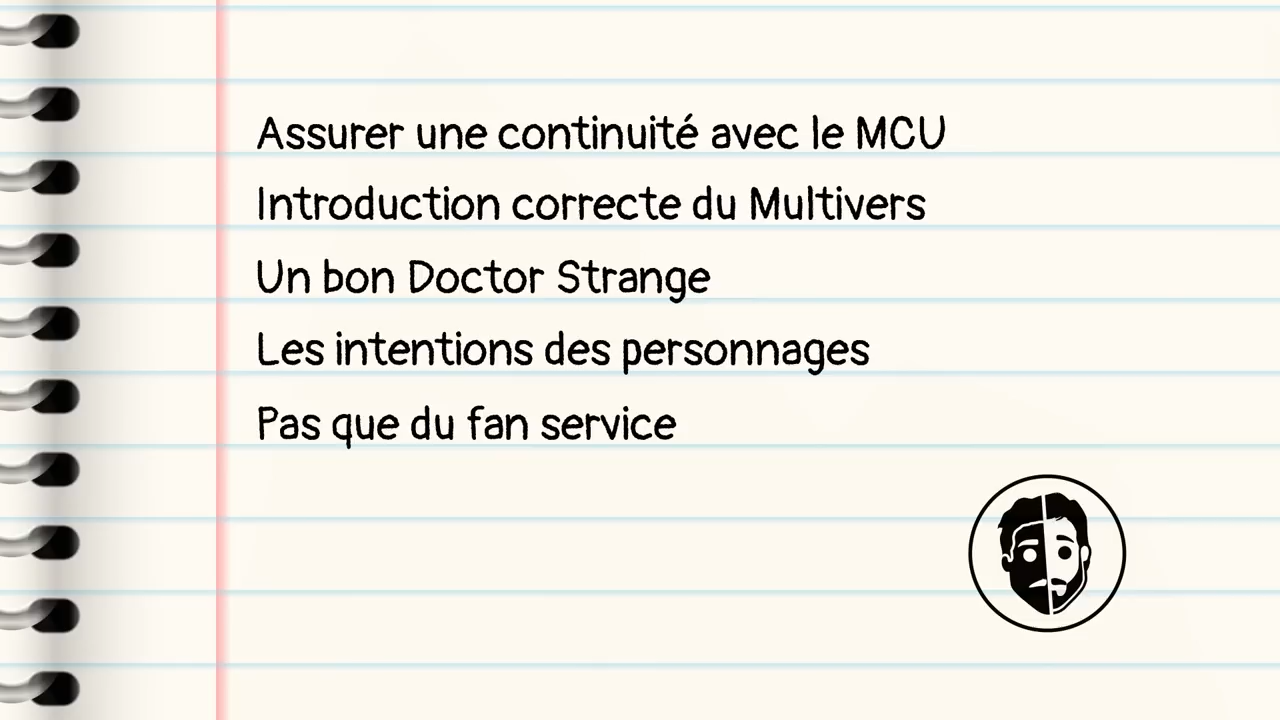 Assurer une continuité avec le MCU
Introduction correcte du Multivers
Un bon Doctor Strange
Les intentions des personnages
Pas que du fan service